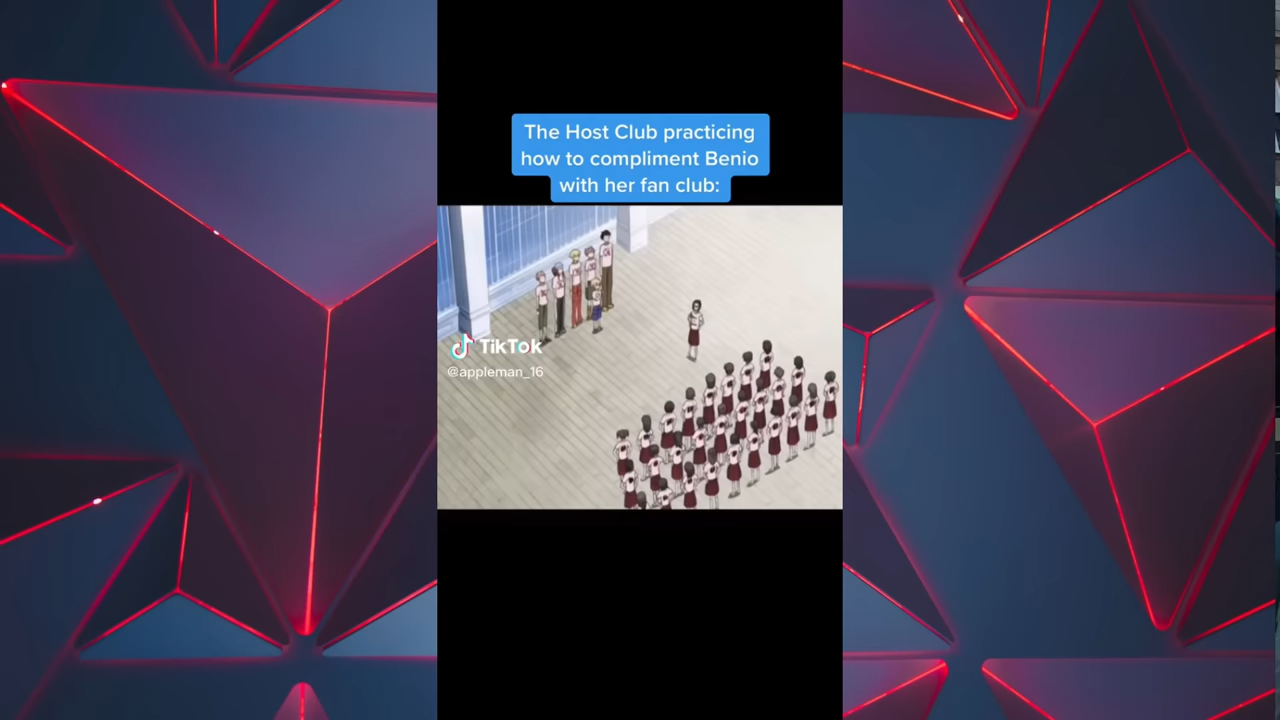 The Host Club practicing
how to compliment Benio
with her fan club:
TikTok
@appleman_16